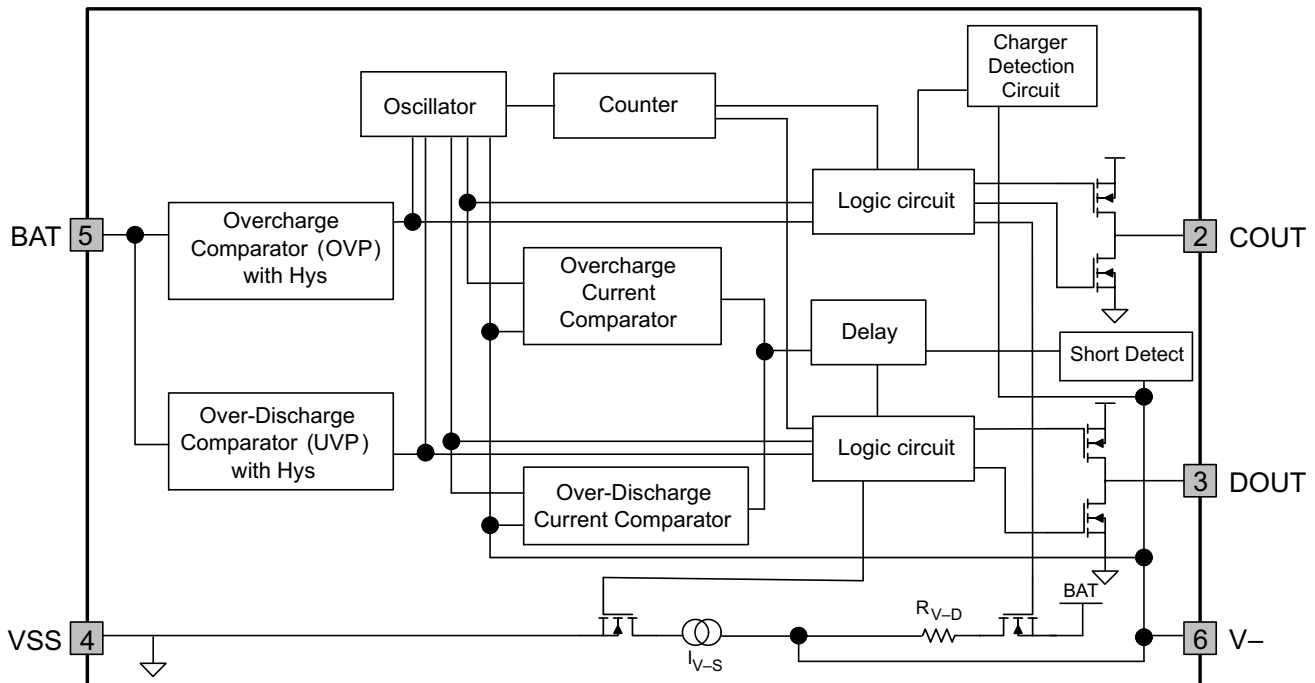 Charger
Detection
Circuit
Oscillator
Counter
Logic circuit
BAT 5
Overcharge
Comparator (OVP)
with Hys
2 COUT
Overcharge
Current
Comparator
Delay
Short Detect
Over-Discharge
Comparator (UVP)
with Hys
Logic circuit
3 DOUT
Over-Discharge
Current Comparator
BAT
RV–D
VSS 4
IV–S
6 V–